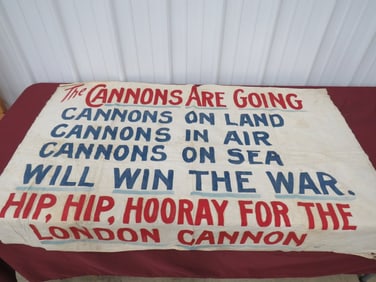 The CANNONS ARE GOING
CANNONS ON LAND
CANNONS IN AIR
CANNONS ON SEA
WILL WIN THE WAR.
HIP, HIP, HOORAY FOR THE
LONDON CANNON